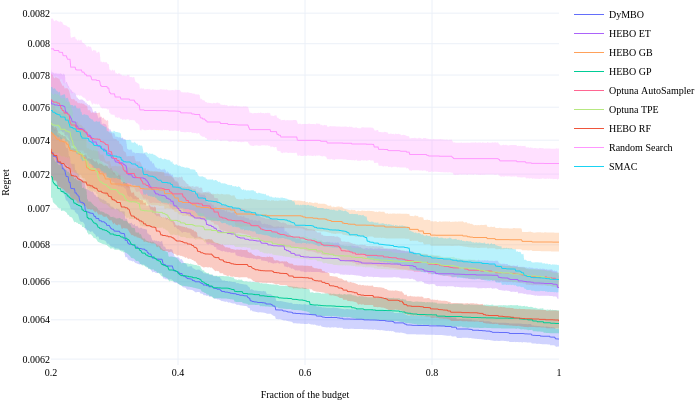 0.0082
0.008
0.0078
0.0076
0.0074
0.0072
0.007
0.0068
0.0066
0.0064
0.0062
Regret
0.2
0.4
0.6
0.8
1
Fraction of the budget
DyMBO
HEBO ET
HEBO GB
HEBO GP
Optuna AutoSampler
Optuna TPE
HEBO RF
Random Search
SMAC